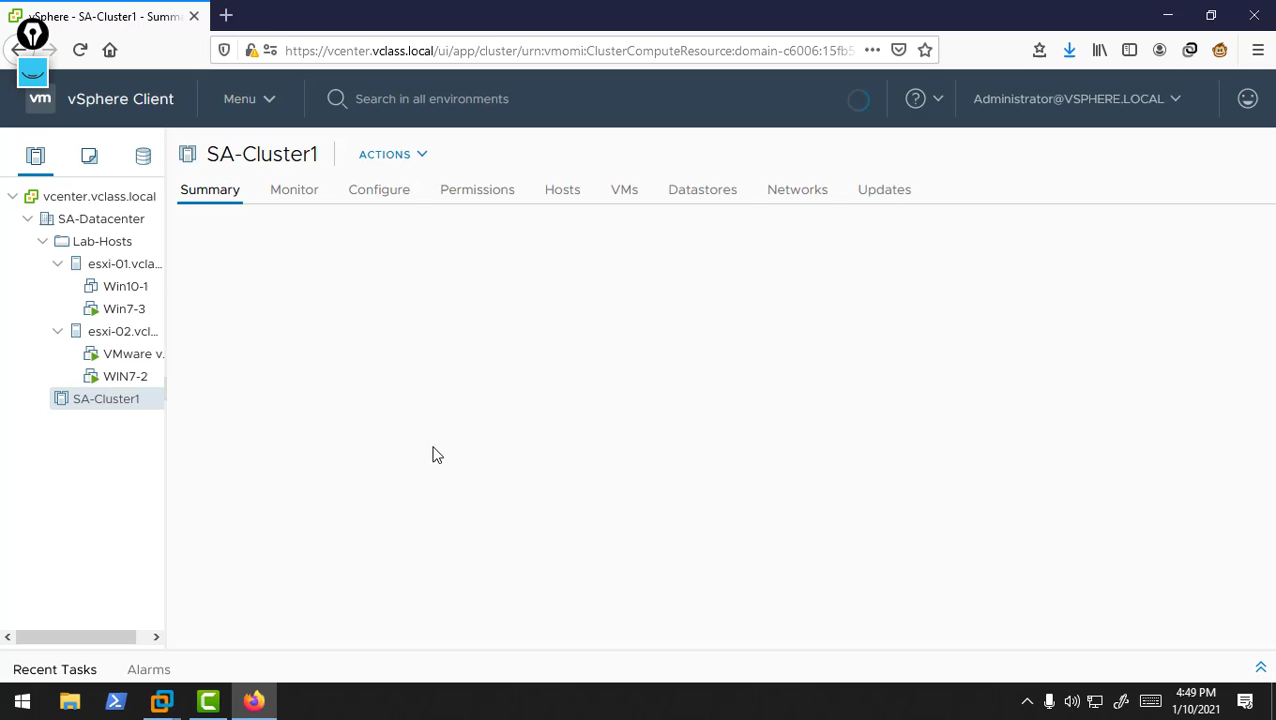 vSphere - SA-Cluster1 - Summa
https://vcenter.vclass.local/ui/app/cluster/urn:vmomi:ClusterComputeResource:domain-c6006:15fb5
vm vSphere Client Menu Search in all environments Administrator@VSPHERE.LOCAL
SA-Cluster1 ACTIONS
Summary Monitor Configure Permissions Hosts VMs Datastores Networks Updates
vcenter.vclass.local
SA-Datacenter
Lab-Hosts
esxi-01.vcla...
Win10-1
Win7-3
esxi-02.vcl...
VMware v.
WIN7-2
SA-Cluster1
Recent Tasks Alarms
4:49 PM
1/10/2021